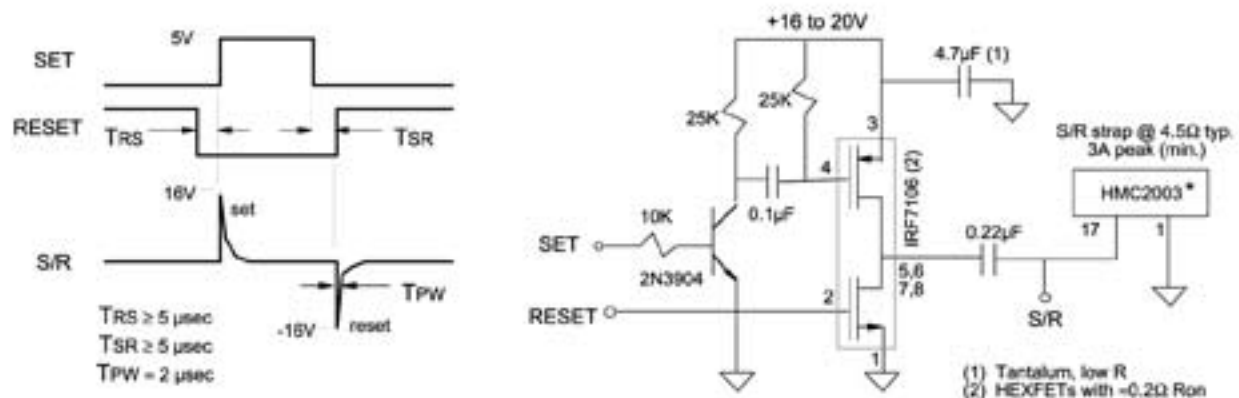 5V
SET
RESET
TRS
TSR
16V
set
S/R
TPW
-16V
reset
TRS ≥ 5 µsec
TSR ≥ 5 µsec
TPW = 2 µsec
+16 to 20V
4.7µF (1)
25K
25K
3
S/R strap @ 4.5Ω typ.
3A peak (min.)
HMC2003*
17
1
4
IRF7106 (2)
0.1µF
10K
SET
2N3904
0.22µF
5,6
7,8
2
RESET
S/R
1
(1) Tantalum, low R
(2) HEXFETs with ≈0.2Ω Ron